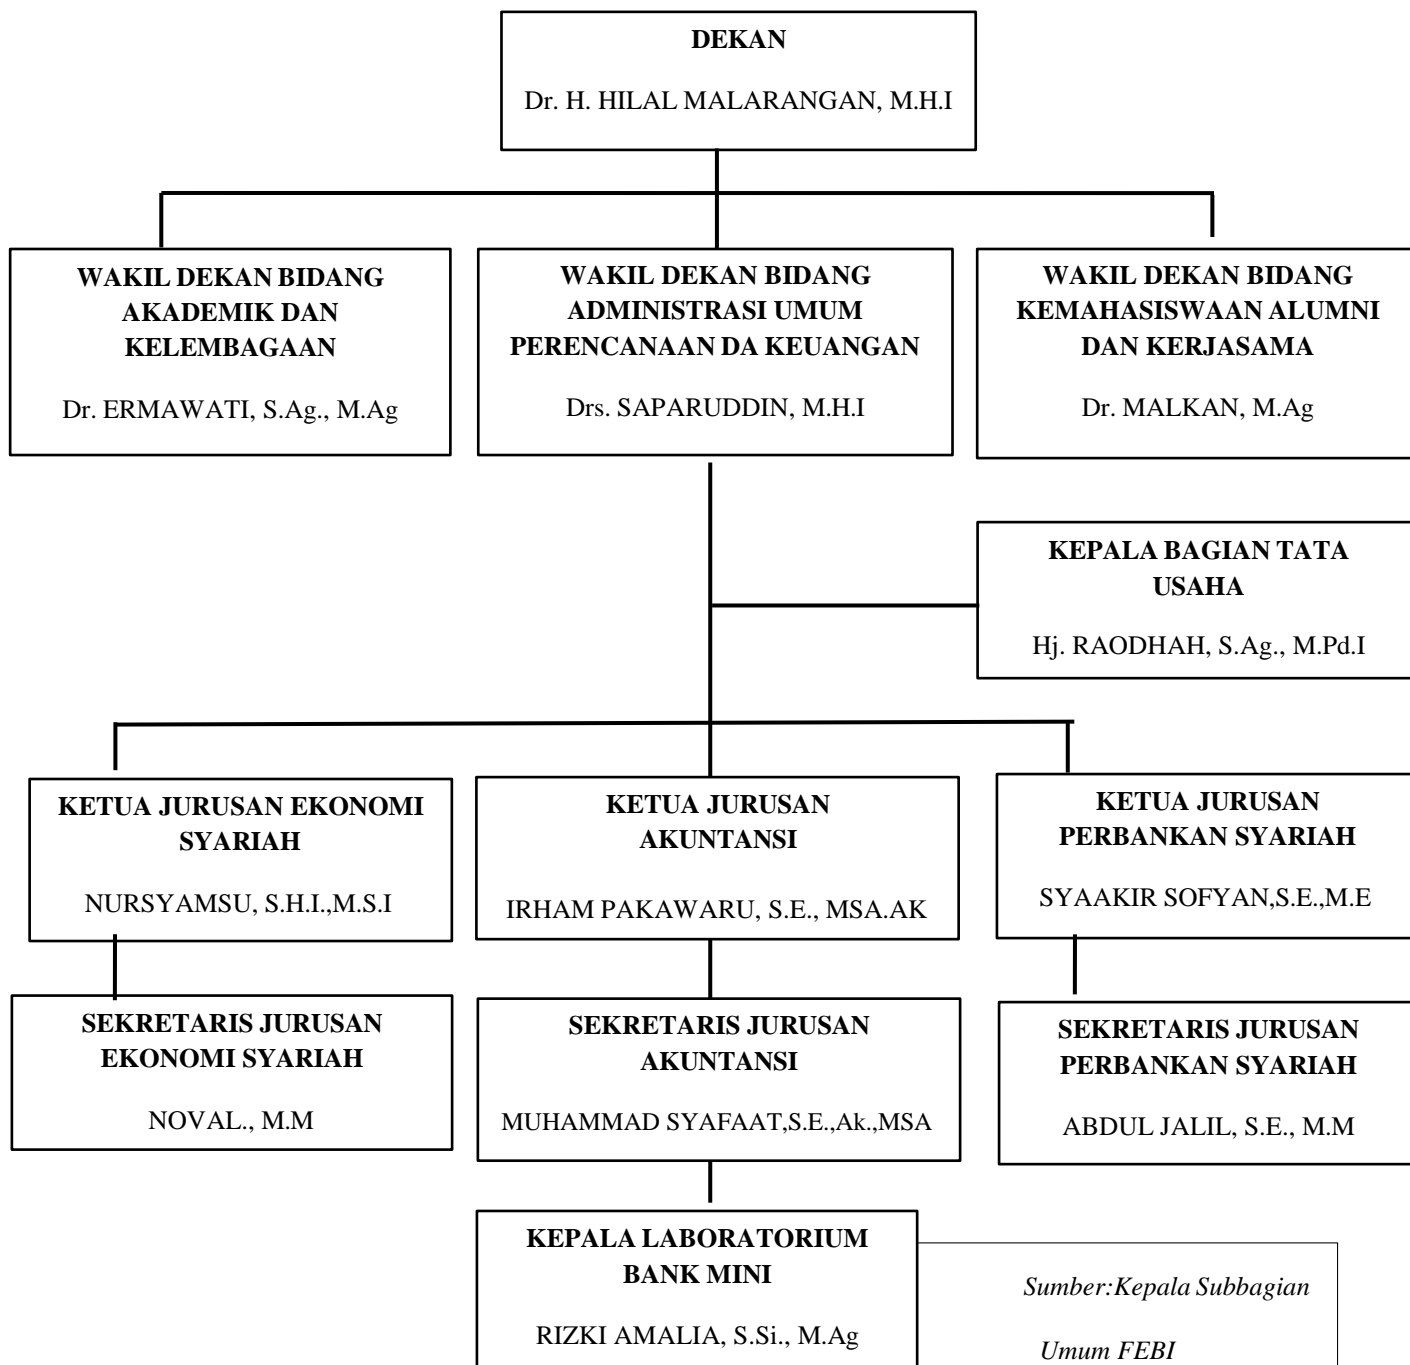 DEKAN
Dr. H. HILAL MALARANGAN, M.H.I
WAKIL DEKAN BIDANG
AKADEMIK DAN
KELEMBAGAAN
Dr. ERMAWATI, S.Ag., M.Ag
WAKIL DEKAN BIDANG
ADMINISTRASI UMUM
PERENCANAAN DA KEUANGAN
Drs. SAPARUDDIN, M.H.I
WAKIL DEKAN BIDANG
KEMAHASISWAAN ALUMNI
DAN KERJASAMA
Dr. MALKAN, M.Ag
KEPALA BAGIAN TATA
USAHA
Hj. RAODHAH, S.Ag., M.Pd.I
KETUA JURUSAN EKONOMI
SYARIAH
NURSYAMSU, S.H.I.,M.S.I
KETUA JURUSAN
AKUNTANSI
IRHAM PAKAWARU, S.E., MSA.AK
KETUA JURUSAN
PERBANKAN SYARIAH
SYAAKIR SOFYAN,S.E.,M.E
SEKRETARIS JURUSAN
EKONOMI SYARIAH
NOVAL., M.M
SEKRETARIS JURUSAN
AKUNTANSI
MUHAMMAD SYAFAAT,S.E.,Ak.,MSA
SEKRETARIS JURUSAN
PERBANKAN SYARIAH
ABDUL JALIL, S.E., M.M
KEPALA LABORATORIUM
BANK MINI
RIZKI AMALIA, S.Si., M.Ag
Sumber:Kepala Subbagian
Umum FEBI